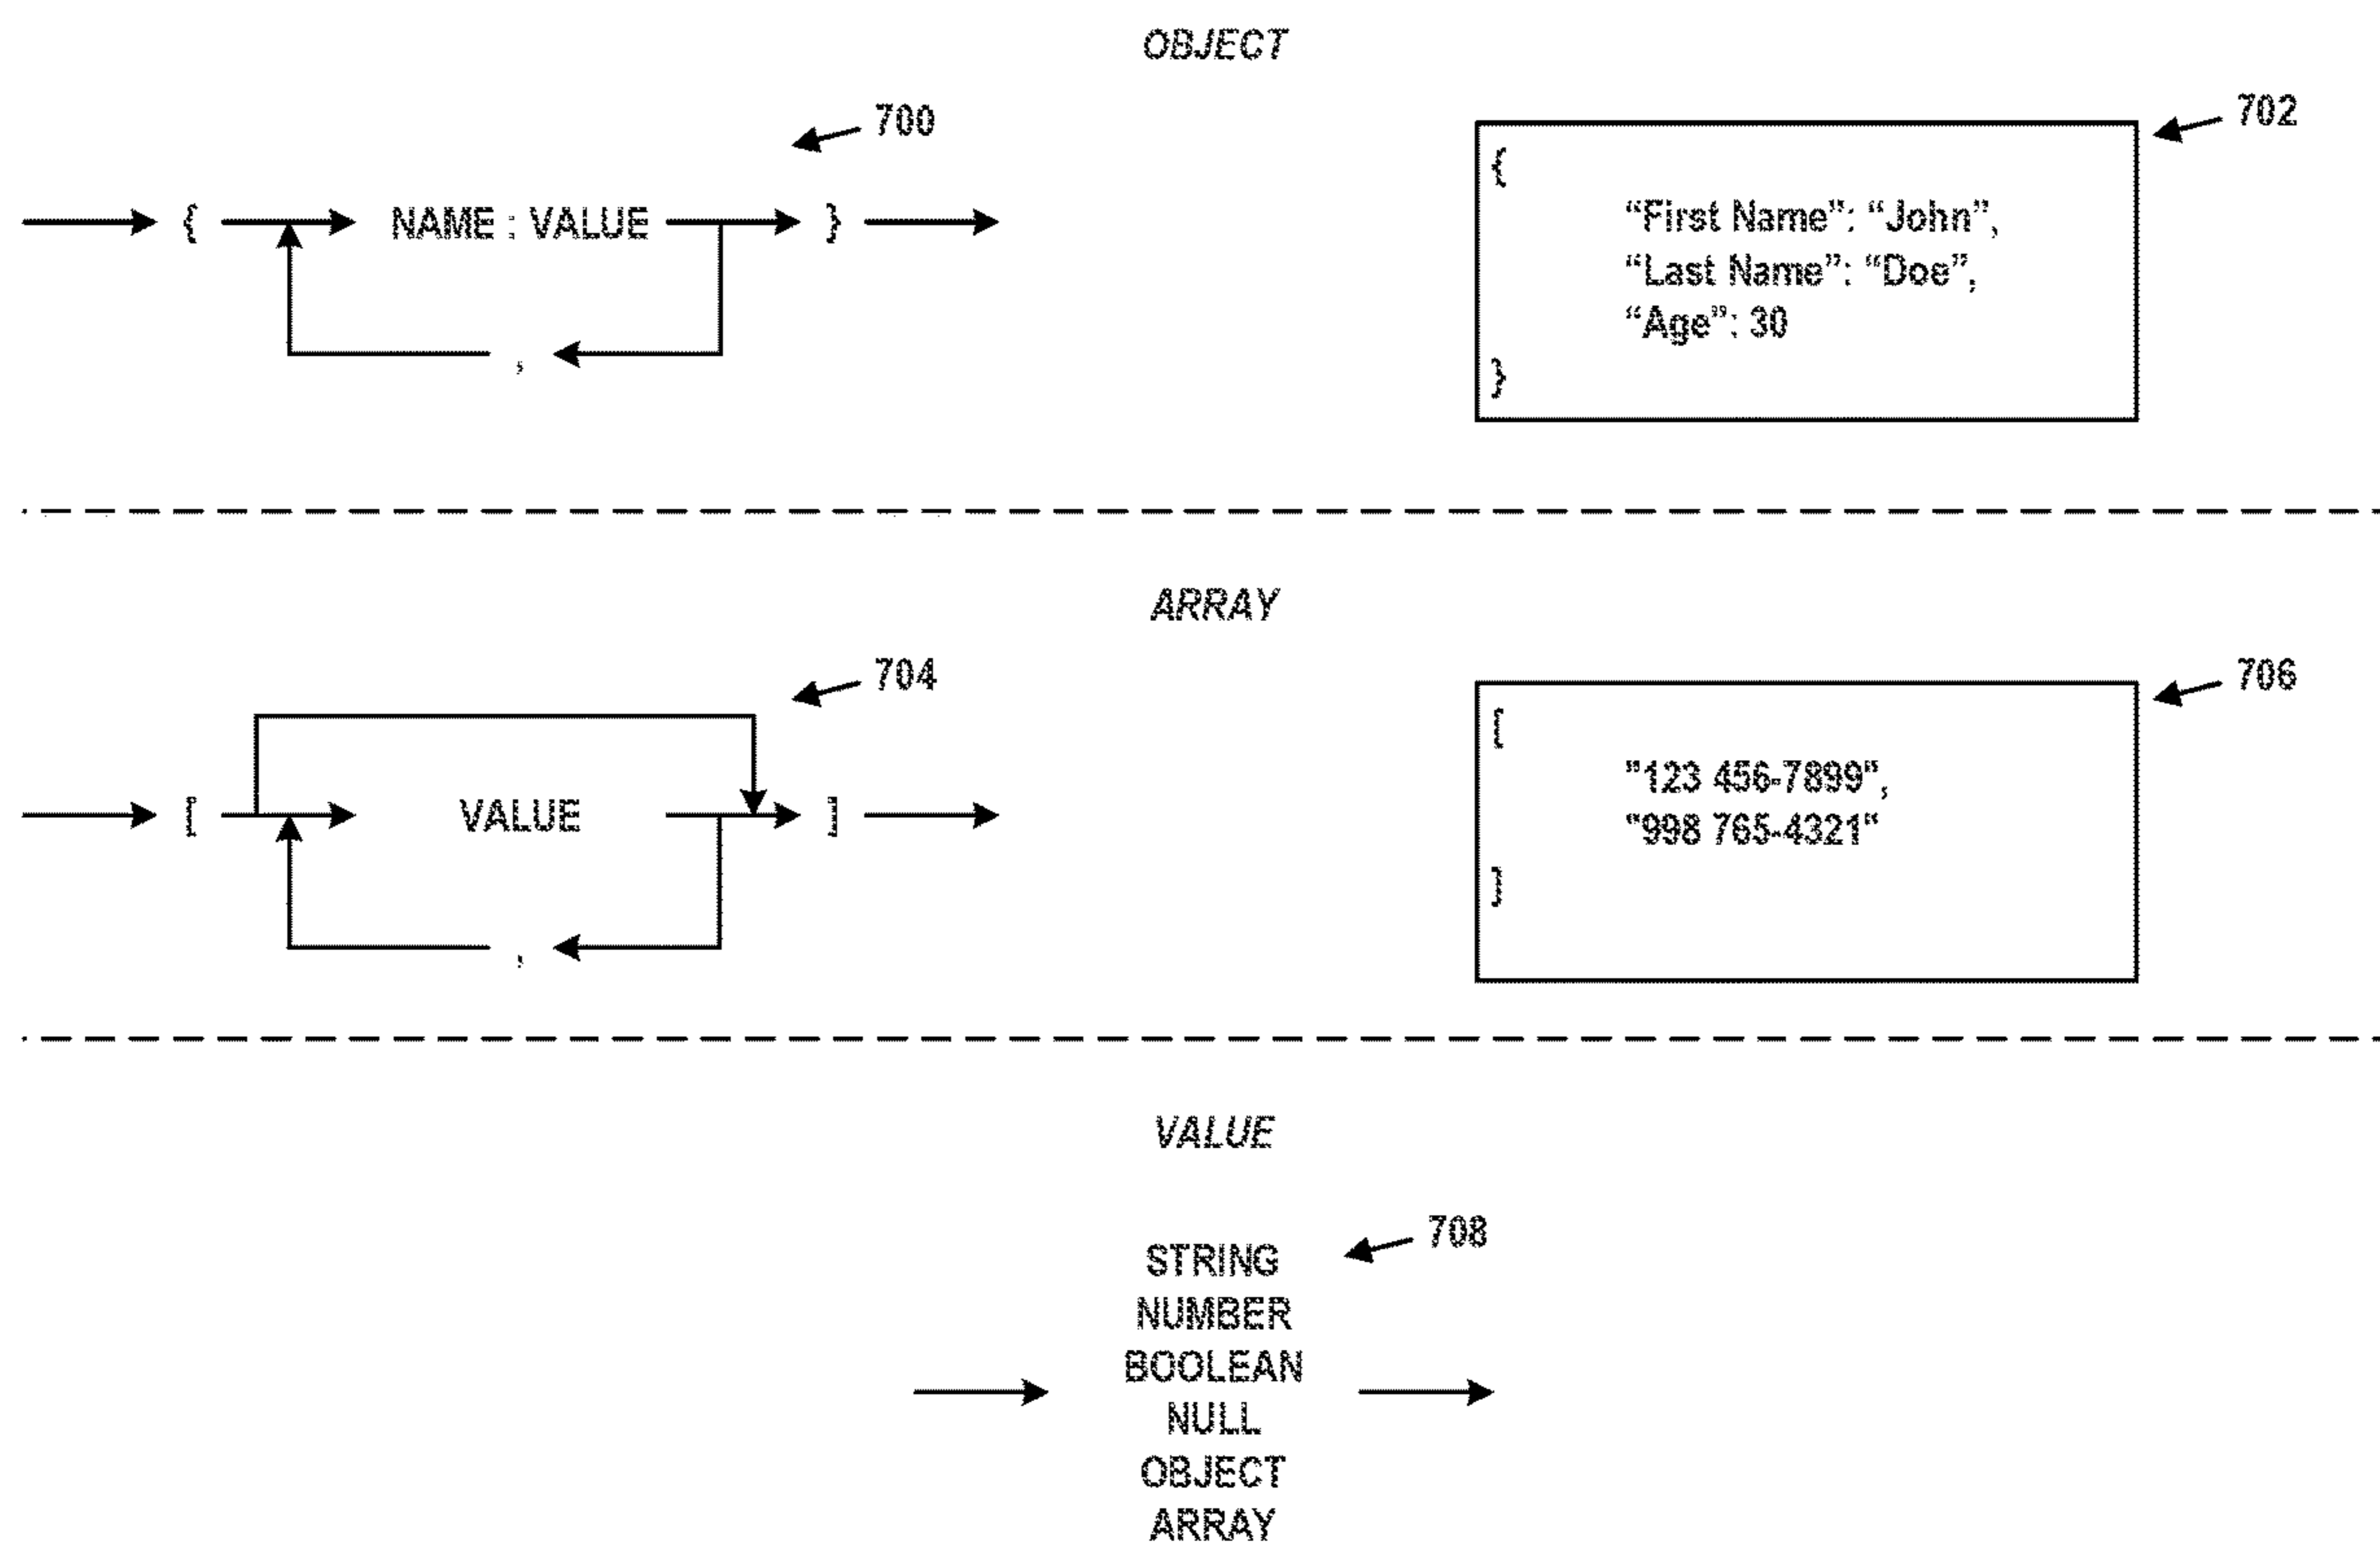 OBJECT
700
{ NAME : VALUE }
,
702
{
“First Name”: “John”,
“Last Name”: “Doe”,
“Age”: 30
}
ARRAY
704
[ VALUE ]
,
706
[
"123 456-7899",
"998 765-4321"
]
VALUE
708
STRING
NUMBER
BOOLEAN
NULL
OBJECT
ARRAY